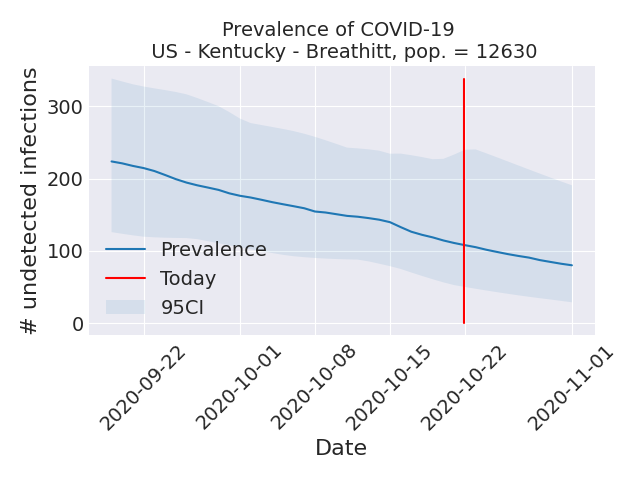 Prevalence of COVID-19
US - Kentucky - Breathitt, pop. = 12630
# undetected infections
300
200
100
0
Prevalence
Today
95CI
2020-09-22
2020-10-01
2020-10-08
2020-10-15
2020-10-22
2020-11-01
Date